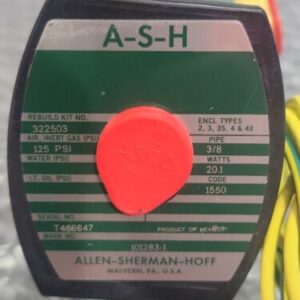 A-S-H
REBUILD KIT NO.
322503
ENCL TYPES
2, 3, 3S, 4 & 4X
AIR, INERT GAS (PSI)
125 PSI
PIPE
3/8
WATER (PSI)
WATTS
20.1
LT. OIL (PSI)
CODE
1550
SERIAL NO.
T466647
PRODUCT OF MEXICO
MARK NO.
101283-1
ALLEN-SHERMAN-HOFF
MALVERN, PA., U.S.A.